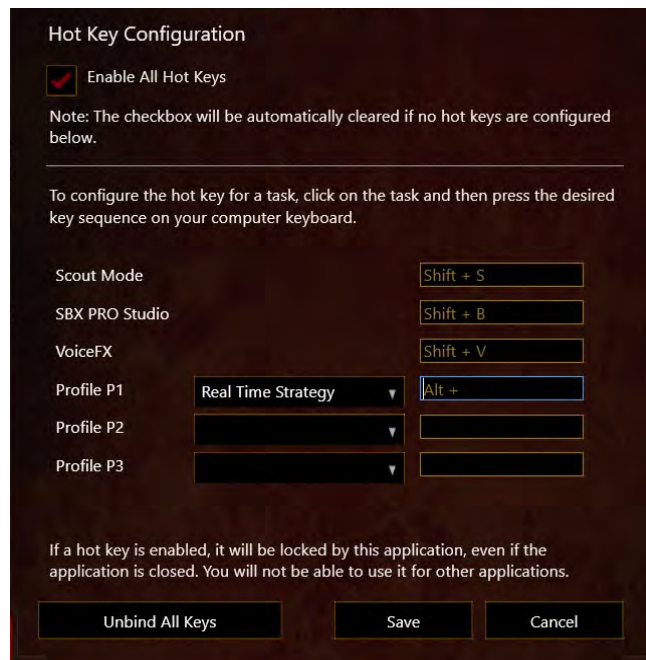 Hot Key Configuration
Enable All Hot Keys
Note: The checkbox will be automatically cleared if no hot keys are configured
below.
To configure the hot key for a task, click on the task and then press the desired
key sequence on your computer keyboard.
Scout Mode Shift + S
SBX PRO Studio Shift + B
VoiceFX Shift + V
Profile P1 Real Time Strategy Alt +
Profile P2
Profile P3
If a hot key is enabled, it will be locked by this application, even if the
application is closed. You will not be able to use it for other applications.
Unbind All Keys Save Cancel